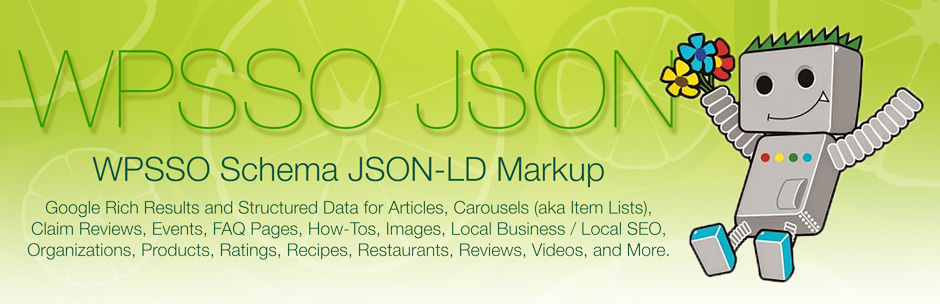 WPSSO JSON
WPSSO Schema JSON-LD Markup
Google Rich Results and Structured Data for Articles, Carousels (aka Item Lists),
Claim Reviews, Events, FAQ Pages, How-Tos, Images, Local Business / Local SEO,
Organizations, Products, Ratings, Recipes, Restaurants, Reviews, Videos, and More.